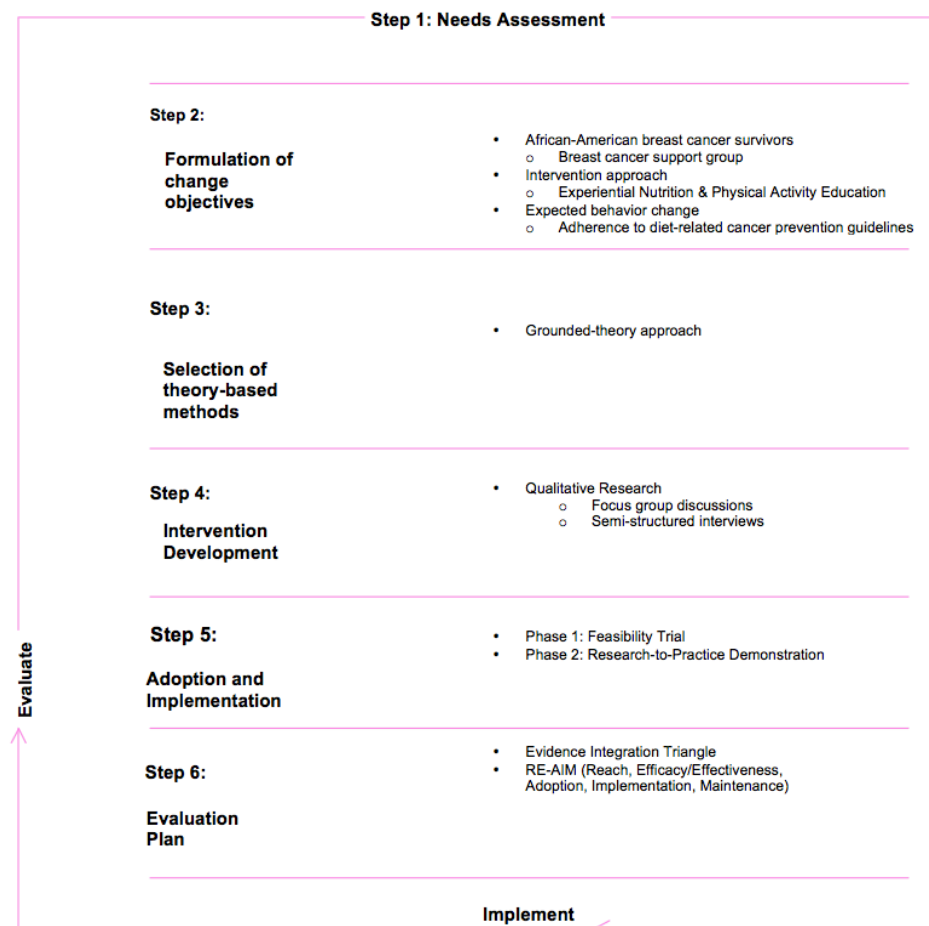 Step 1: Needs Assessment
Step 2:
Formulation of
change
objectives
• African-American breast cancer survivors
o Breast cancer support group
• Intervention approach
o Experiential Nutrition & Physical Activity Education
• Expected behavior change
o Adherence to diet-related cancer prevention guidelines
Step 3:
• Grounded-theory approach
Selection of
theory-based
methods
Step 4:
Intervention
Development
• Qualitative Research
o Focus group discussions
o Semi-structured interviews
Step 5:
Adoption and
Implementation
• Phase 1: Feasibility Trial
• Phase 2: Research-to-Practice Demonstration
Evaluate
Step 6:
Evaluation
Plan
• Evidence Integration Triangle
• RE-AIM (Reach, Efficacy/Effectiveness,
Adoption, Implementation, Maintenance)
Implement